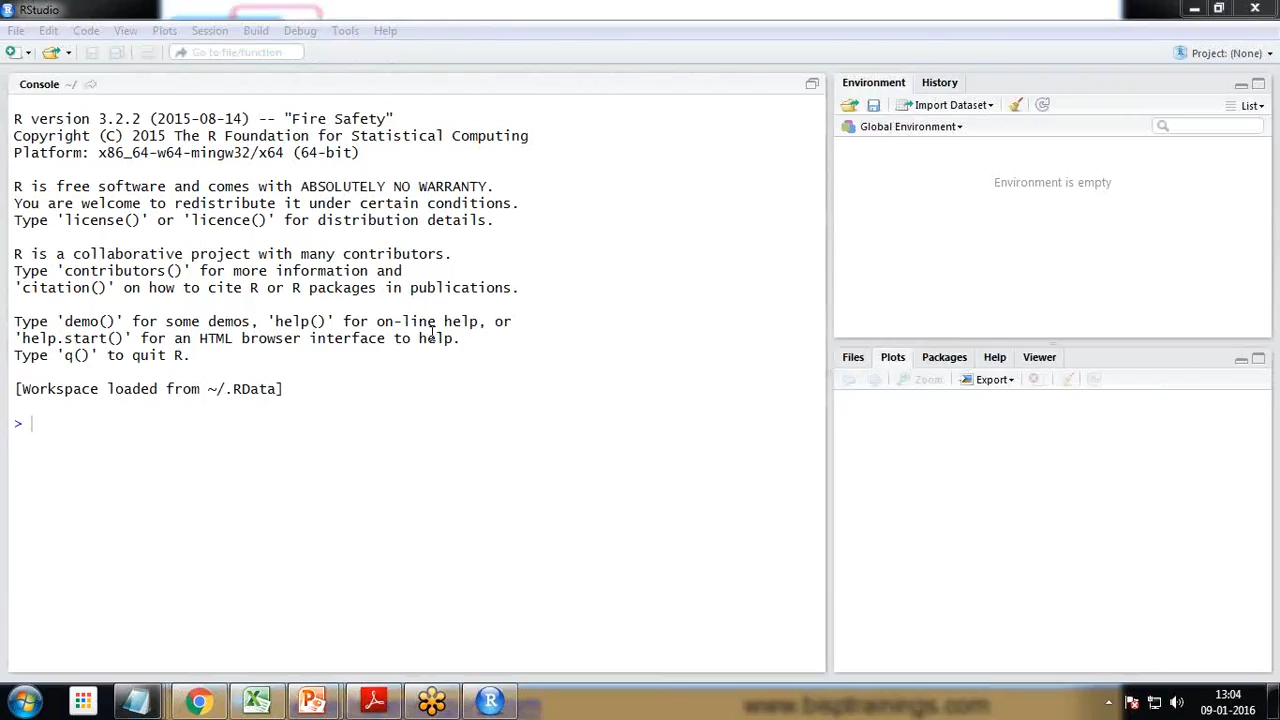 RStudio
File Edit Code View Plots Session Build Debug Tools Help
Go to file/function
Project: (None)
Console ~/
R version 3.2.2 (2015-08-14) -- "Fire Safety"
Copyright (C) 2015 The R Foundation for Statistical Computing
Platform: x86_64-w64-mingw32/x64 (64-bit)
R is free software and comes with ABSOLUTELY NO WARRANTY.
You are welcome to redistribute it under certain conditions.
Type 'license()' or 'licence()' for distribution details.
R is a collaborative project with many contributors.
Type 'contributors()' for more information and
'citation()' on how to cite R or R packages in publications.
Type 'demo()' for some demos, 'help()' for on-line help, or
'help.start()' for an HTML browser interface to help.
Type 'q()' to quit R.
[Workspace loaded from ~/.RData]
>
Environment History
Import Dataset List
Global Environment
Environment is empty
Files Plots Packages Help Viewer
Zoom Export
13:04
09-01-2016